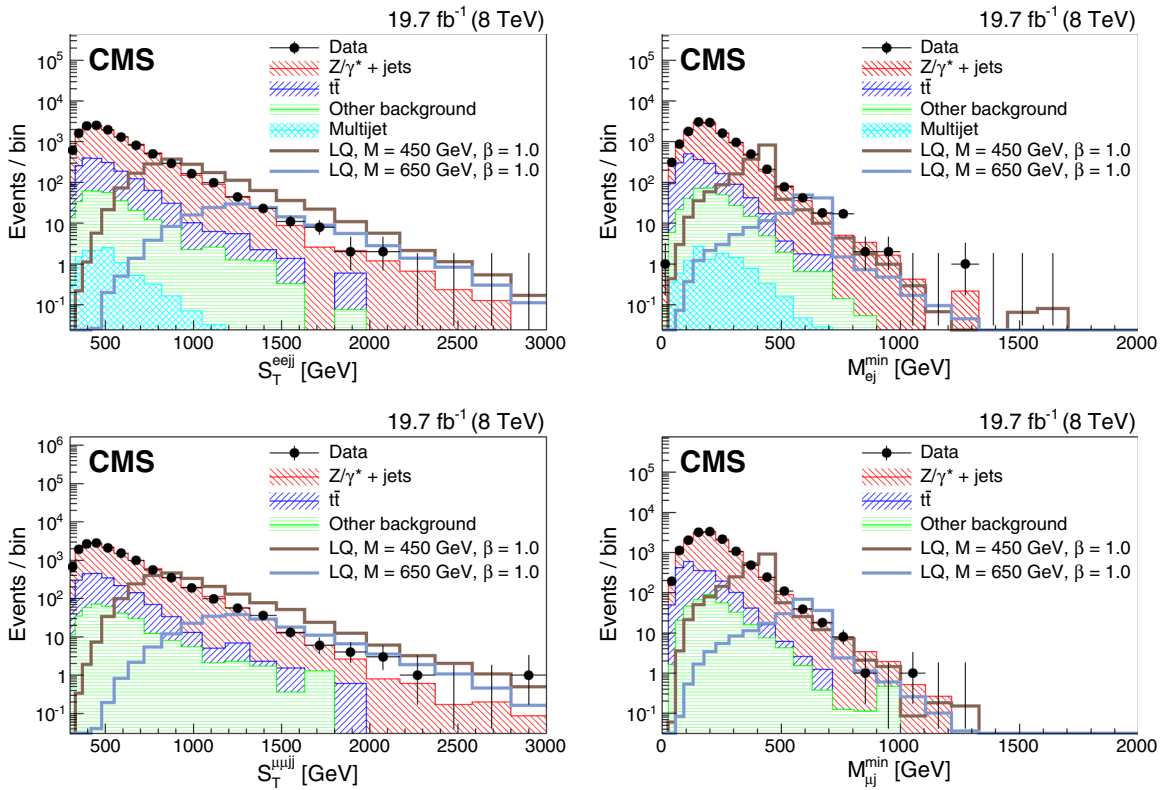 19.7 fb⁻¹ (8 TeV)
CMS
Data
Z/γ* + jets
tt̄
Other background
Multijet
LQ, M = 450 GeV, β = 1.0
LQ, M = 650 GeV, β = 1.0
Events / bin
10⁵
10⁴
10³
10²
10
1
10⁻¹
500 1000 1500 2000 2500 3000
S_T^eejj [GeV]
19.7 fb⁻¹ (8 TeV)
CMS
Data
Z/γ* + jets
tt̄
Other background
Multijet
LQ, M = 450 GeV, β = 1.0
LQ, M = 650 GeV, β = 1.0
Events / bin
10⁵
10⁴
10³
10²
10
1
10⁻¹
0 500 1000 1500 2000
M_ej^min [GeV]
19.7 fb⁻¹ (8 TeV)
CMS
Data
Z/γ* + jets
tt̄
Other background
LQ, M = 450 GeV, β = 1.0
LQ, M = 650 GeV, β = 1.0
Events / bin
10⁶
10⁵
10⁴
10³
10²
10
1
10⁻¹
500 1000 1500 2000 2500 3000
S_T^μμjj [GeV]
19.7 fb⁻¹ (8 TeV)
CMS
Data
Z/γ* + jets
tt̄
Other background
LQ, M = 450 GeV, β = 1.0
LQ, M = 650 GeV, β = 1.0
Events / bin
10⁵
10⁴
10³
10²
10
1
10⁻¹
0 500 1000 1500 2000
M_μj^min [GeV]